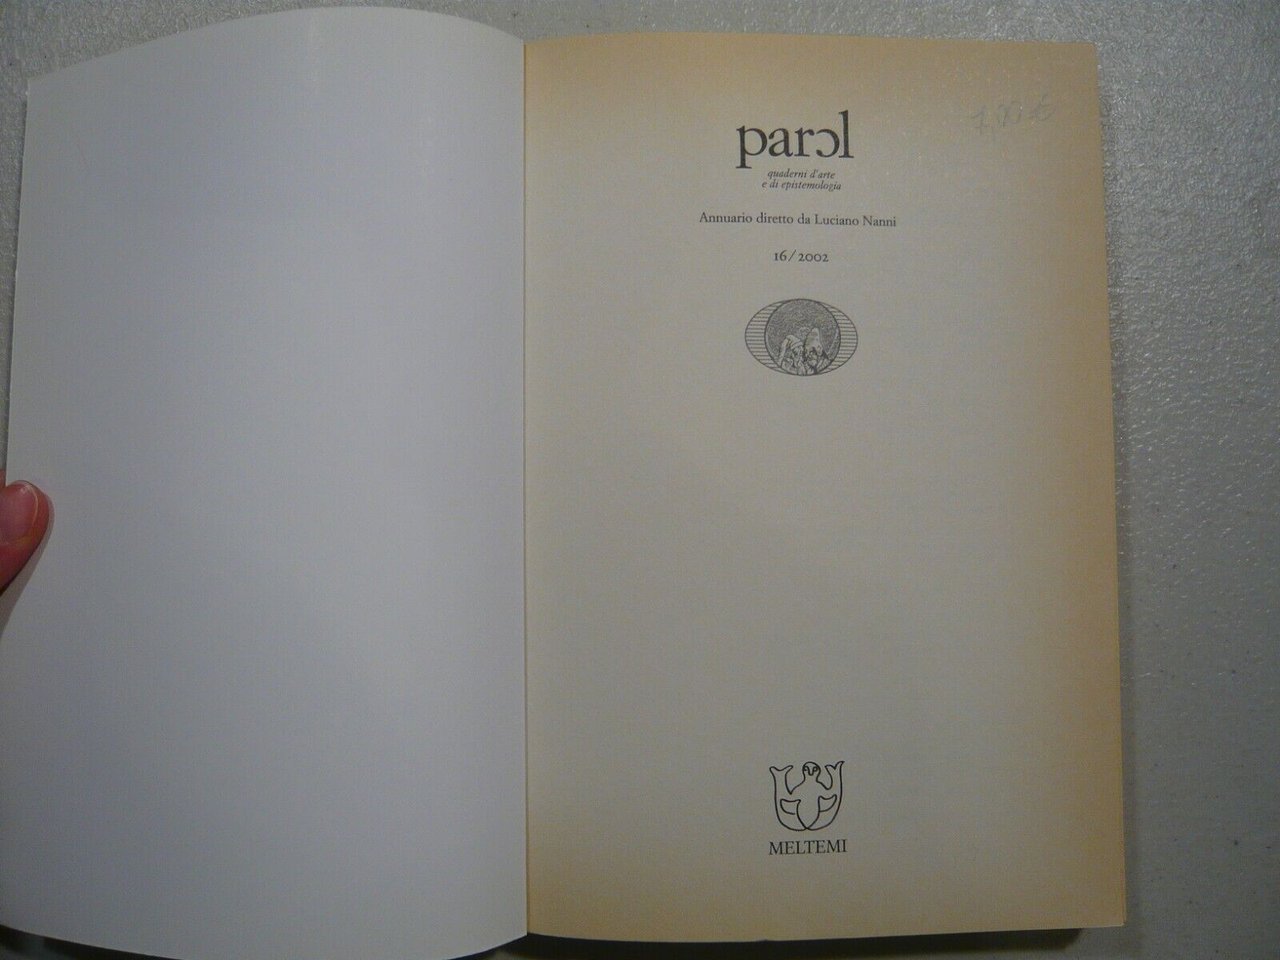 parɔl
quaderni d'arte
e di epistemologia
Annuario diretto da Luciano Nanni
16/2002
MELTEMI